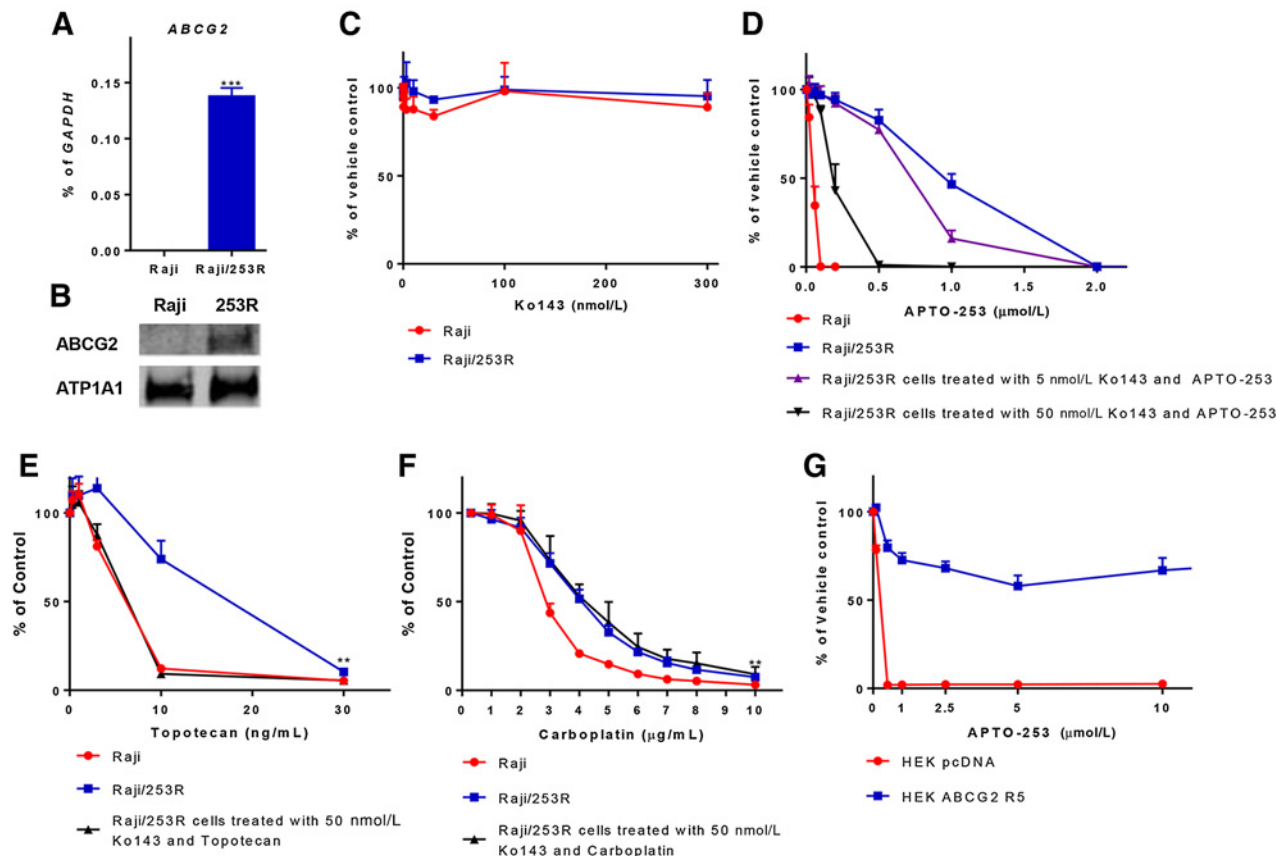 A
ABCG2
% of GAPDH
0.15
***
0.10
0.05
0.00
Raji
Raji/253R
B
Raji
253R
ABCG2
ATP1A1
C
% of vehicle control
100
50
0
0
100
200
300
Ko143 (nmol/L)
Raji
Raji/253R
D
% of vehicle control
100
50
0
0.0
0.5
1.0
1.5
2.0
APTO-253 (μmol/L)
Raji
Raji/253R
Raji/253R cells treated with 5 nmol/L Ko143 and APTO-253
Raji/253R cells treated with 50 nmol/L Ko143 and APTO-253
E
% of Control
100
50
0
**
0
10
20
30
Topotecan (ng/mL)
Raji
Raji/253R
Raji/253R cells treated with 50 nmol/L
Ko143 and Topotecan
F
% of Control
100
50
0
**
0
1
2
3
4
5
6
7
8
9
10
Carboplatin (μg/mL)
Raji
Raji/253R
Raji/253R cells treated with 50 nmol/L
Ko143 and Carboplatin
G
% of Vehicle control
100
50
0
0
1
2.5
5
10
APTO-253 (μmol/L)
HEK pcDNA
HEK ABCG2 R5